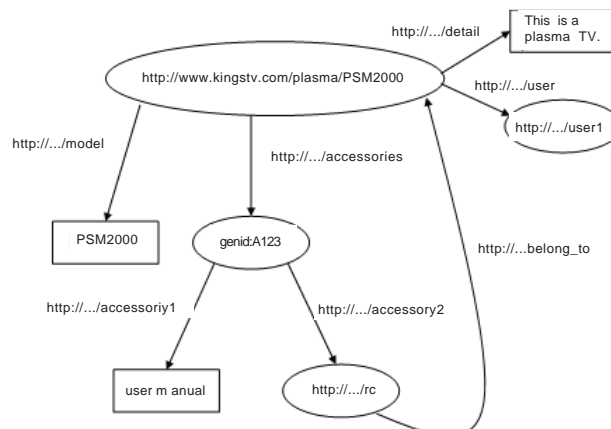 http://.../detail
This is a
plasma TV.
http://www.kingstv.com/plasma/PSM2000
http://.../user
http://.../user1
http://.../model
http://.../accessories
PSM2000
genid:A123
http://...belong_to
http://.../accessoriy1
http://.../accessory2
user m anual
http://.../rc